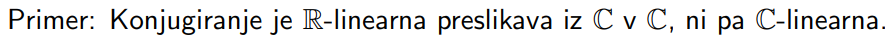 Primer: Konjugiranje je ℝ-linearna preslikava iz ℂ v ℂ, ni pa ℂ-linearna.